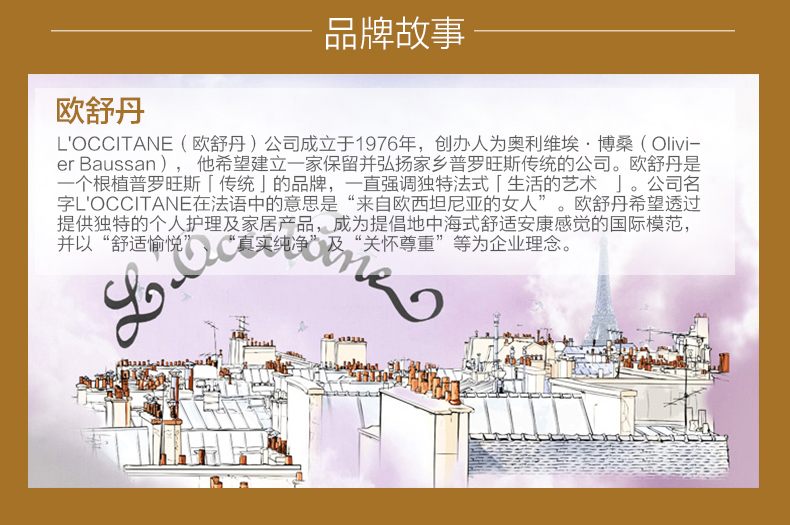 品牌故事
欧舒丹
L'OCCITANE（欧舒丹）公司成立于1976年，创办人为奥利维埃·博桑（Olivi-
er Baussan），他希望建立一家保留并弘扬家乡普罗旺斯传统的公司。欧舒丹是
一个根植普罗旺斯「传统」的品牌，一直强调独特法式「生活的艺术 」。公司名
字L'OCCITANE在法语中的意思是“来自欧西坦尼亚的女人”。欧舒丹希望透过
提供独特的个人护理及家居产品，成为提倡地中海式舒适安康感觉的国际模范，
并以“舒适愉悦”、“真实纯净”及“关怀尊重”等为企业理念。
L'Occitane